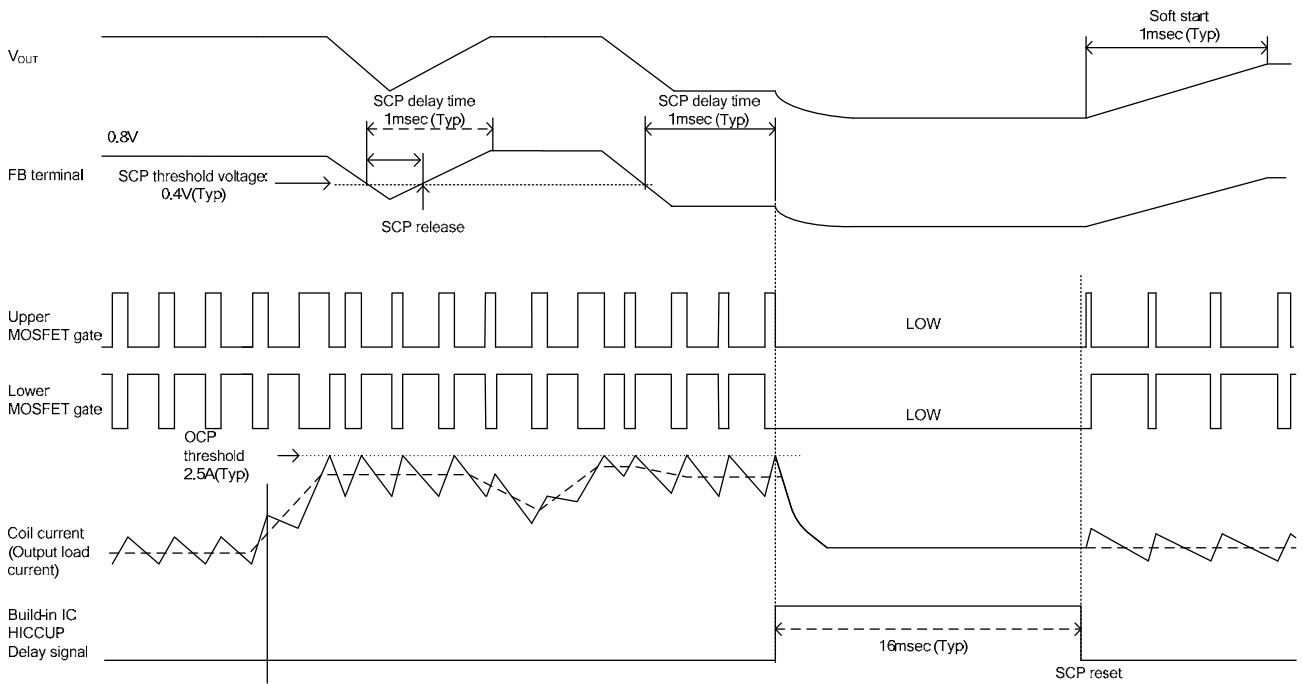 Soft start
1msec (Typ)
VOUT
SCP delay time
1msec (Typ)
SCP delay time
1msec (Typ)
0.8V
FB terminal
SCP threshold voltage:
0.4V(Typ)
SCP release
Upper
MOSFET gate
LOW
Lower
MOSFET gate
LOW
OCP
threshold
2.5A(Typ)
Coil current
(Output load
current)
Build-in IC
HICCUP
Delay signal
16msec (Typ)
SCP reset